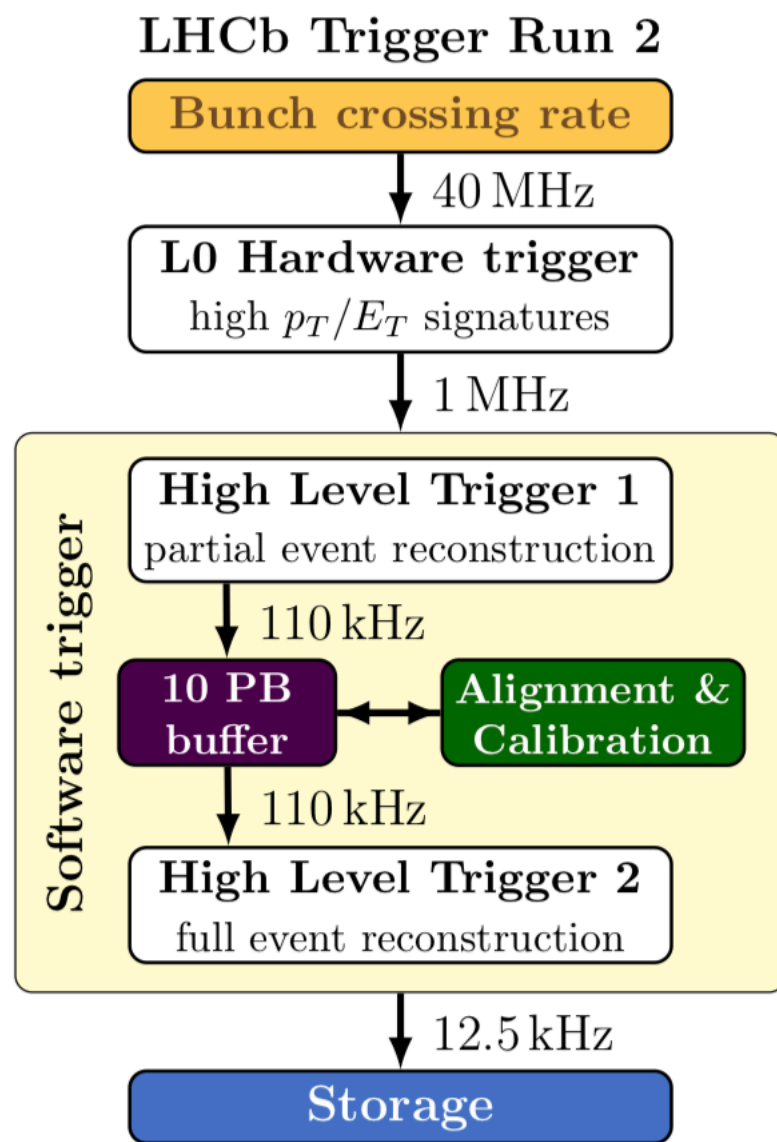 LHCb Trigger Run 2
Bunch crossing rate
40 MHz
L0 Hardware trigger
high p_T/E_T signatures
1 MHz
Software trigger
High Level Trigger 1
partial event reconstruction
110 kHz
10 PB
buffer
Alignment &
Calibration
110 kHz
High Level Trigger 2
full event reconstruction
12.5 kHz
Storage